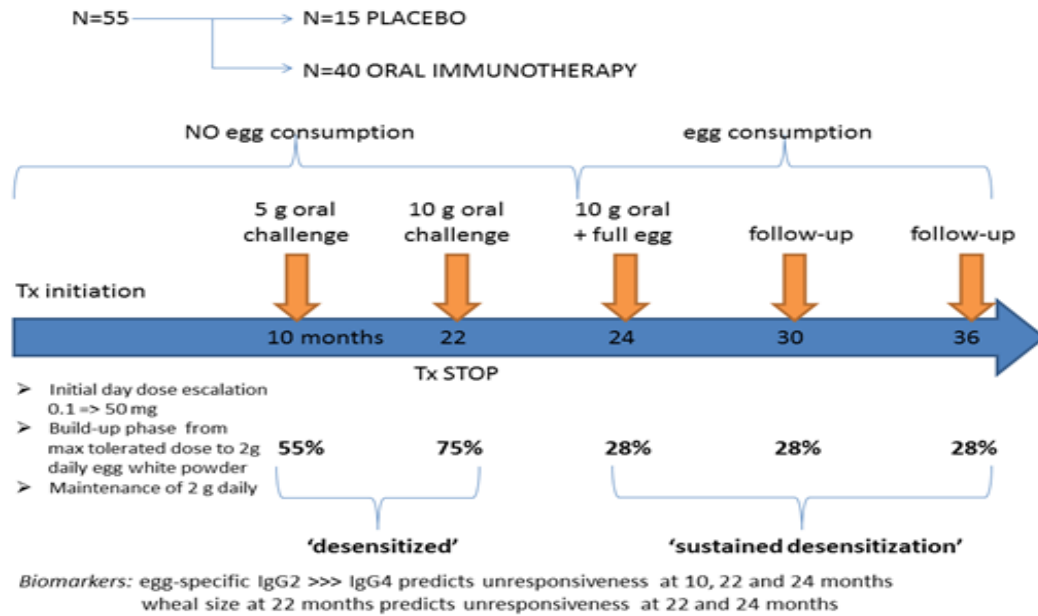 N=55
N=15 PLACEBO
N=40 ORAL IMMUNOTHERAPY
NO egg consumption
egg consumption
5 g oral
challenge
10 g oral
challenge
10 g oral
+ full egg
follow-up
follow-up
Tx initiation
10 months
22
24
30
36
Tx STOP
➢ Initial day dose escalation
0.1 => 50 mg
➢ Build-up phase from
max tolerated dose to 2g
daily egg white powder
➢ Maintenance of 2 g daily
55%
75%
28%
28%
28%
'desensitized'
'sustained desensitization'
Biomarkers: egg-specific IgG2 >>> IgG4 predicts unresponsiveness at 10, 22 and 24 months
wheal size at 22 months predicts unresponsiveness at 22 and 24 months